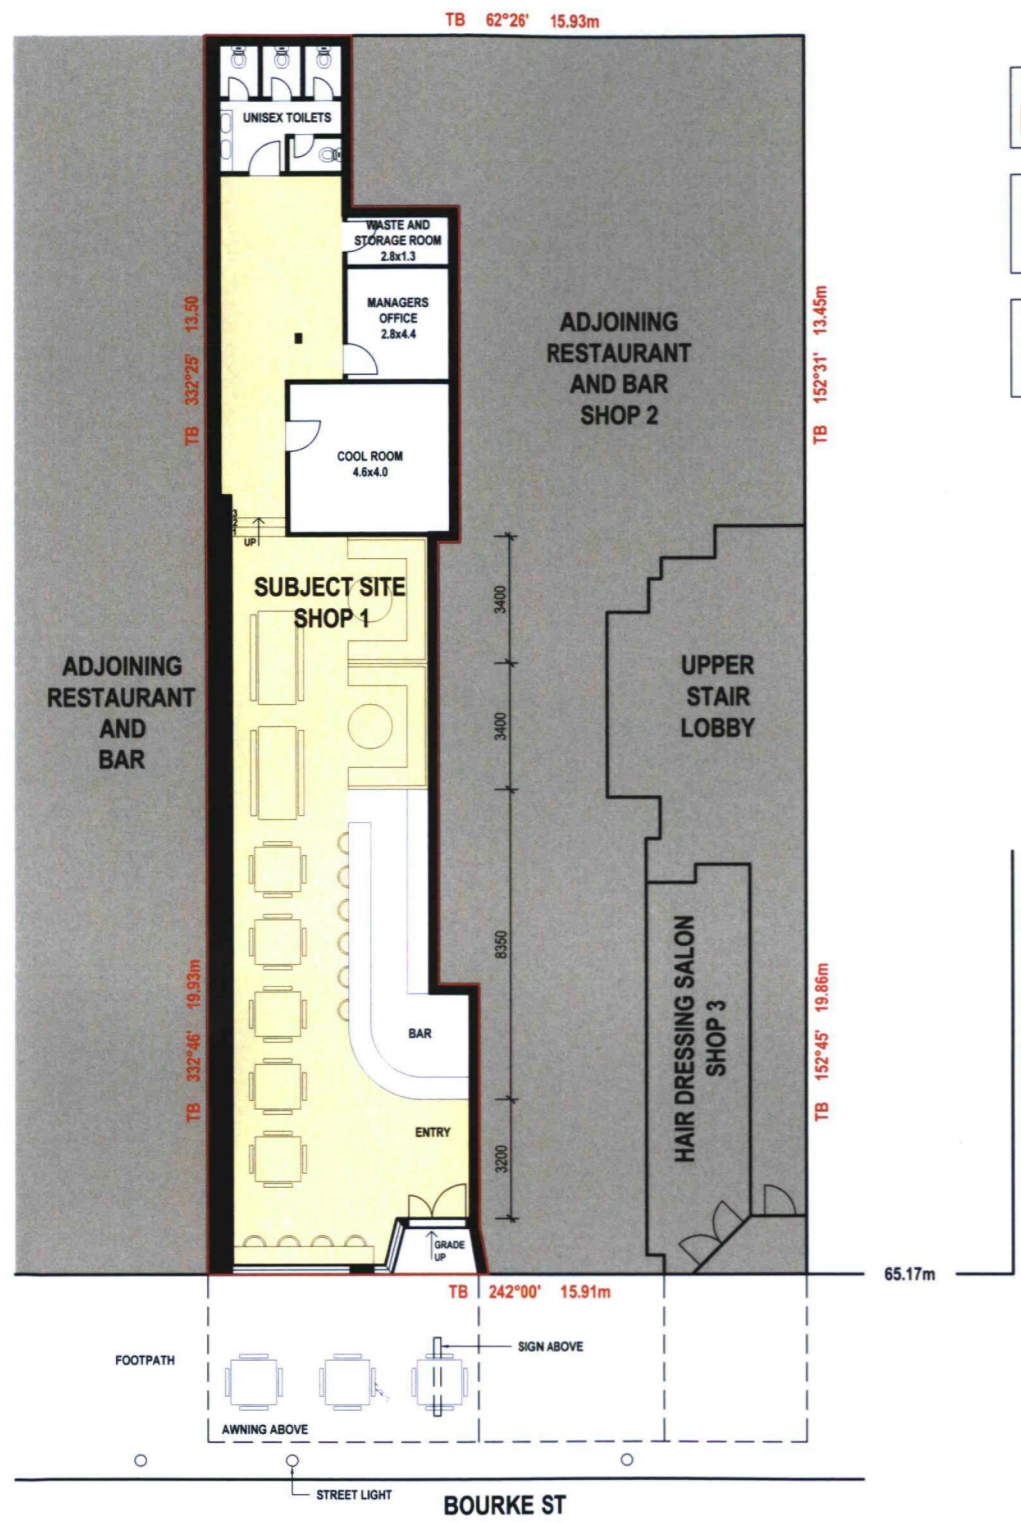 TB 62°26' 15.93m
UNISEX TOILETS
WASTE AND
STORAGE ROOM
2.8x1.3
MANAGERS
OFFICE
2.8x4.4
TB 332°25' 13.50
ADJOINING
RESTAURANT
AND BAR
SHOP 2
TB 152°31' 13.45m
COOL ROOM
4.6x4.0
3
2
1
UP
SUBJECT SITE
SHOP 1
3400
ADJOINING
RESTAURANT
AND
BAR
UPPER
STAIR
LOBBY
3400
8350
TB 332°46' 19.93m
BAR
HAIR DRESSING SALON
SHOP 3
TB 152°45' 19.86m
ENTRY
3200
GRADE
UP
65.17m
TB 242°00' 15.91m
SIGN ABOVE
FOOTPATH
AWNING ABOVE
STREET LIGHT
BOURKE ST